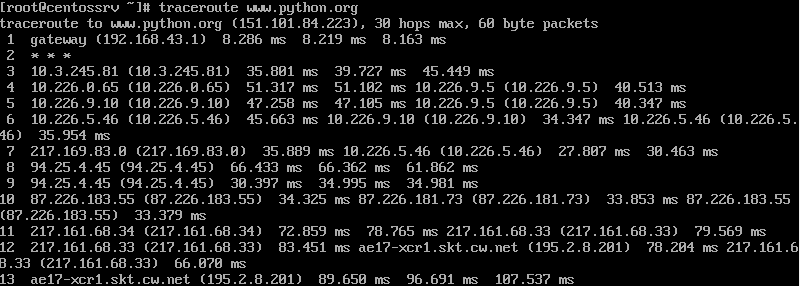 [root@centossrv ~]# traceroute www.python.org
traceroute to www.python.org (151.101.84.223), 30 hops max, 60 byte packets
 1  gateway (192.168.43.1)  8.286 ms  8.219 ms  8.163 ms
 2  * * *
 3  10.3.245.81 (10.3.245.81)  35.801 ms  39.727 ms  45.449 ms
 4  10.226.0.65 (10.226.0.65)  51.317 ms  51.102 ms 10.226.9.5 (10.226.9.5)  40.513 ms
 5  10.226.9.10 (10.226.9.10)  47.258 ms  47.105 ms 10.226.9.5 (10.226.9.5)  40.347 ms
 6  10.226.5.46 (10.226.5.46)  45.663 ms 10.226.9.10 (10.226.9.10)  34.347 ms 10.226.5.46 (10.226.5.
46)  35.954 ms
 7  217.169.83.0 (217.169.83.0)  35.889 ms 10.226.5.46 (10.226.5.46)  27.807 ms  30.463 ms
 8  94.25.4.45 (94.25.4.45)  66.433 ms  66.362 ms  61.862 ms
 9  94.25.4.45 (94.25.4.45)  30.397 ms  34.995 ms  34.981 ms
10  87.226.183.55 (87.226.183.55)  34.325 ms 87.226.181.73 (87.226.181.73)  33.853 ms 87.226.183.55
(87.226.183.55)  33.379 ms
11  217.161.68.34 (217.161.68.34)  72.859 ms  78.765 ms 217.161.68.33 (217.161.68.33)  79.569 ms
12  217.161.68.33 (217.161.68.33)  83.451 ms ae17-xcr1.skt.cw.net (195.2.8.201)  78.204 ms 217.161.6
8.33 (217.161.68.33)  66.070 ms
13  ae17-xcr1.skt.cw.net (195.2.8.201)  89.650 ms  96.691 ms  107.537 ms